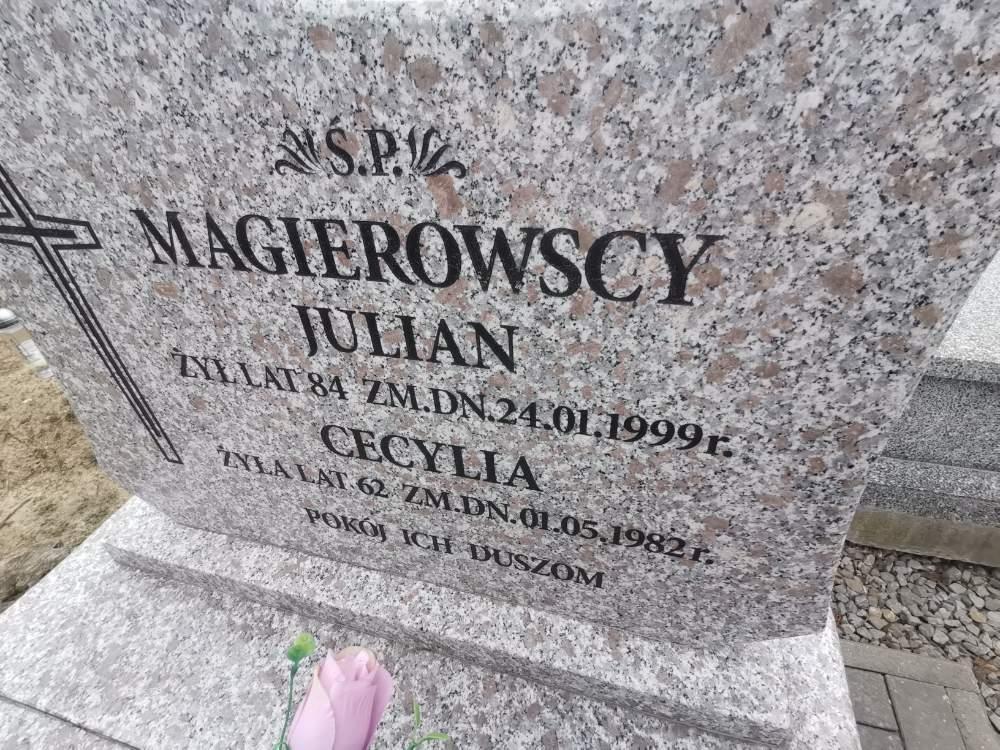 Ś.P.
MAGIEROWSCY
JULIAN
ŻYŁ LAT 84 ZM.DN.24.01.1999r.
CECYLIA
ŻYŁA LAT 62 ZM.DN.01.05.1982r.
POKÓJ ICH DUSZOM